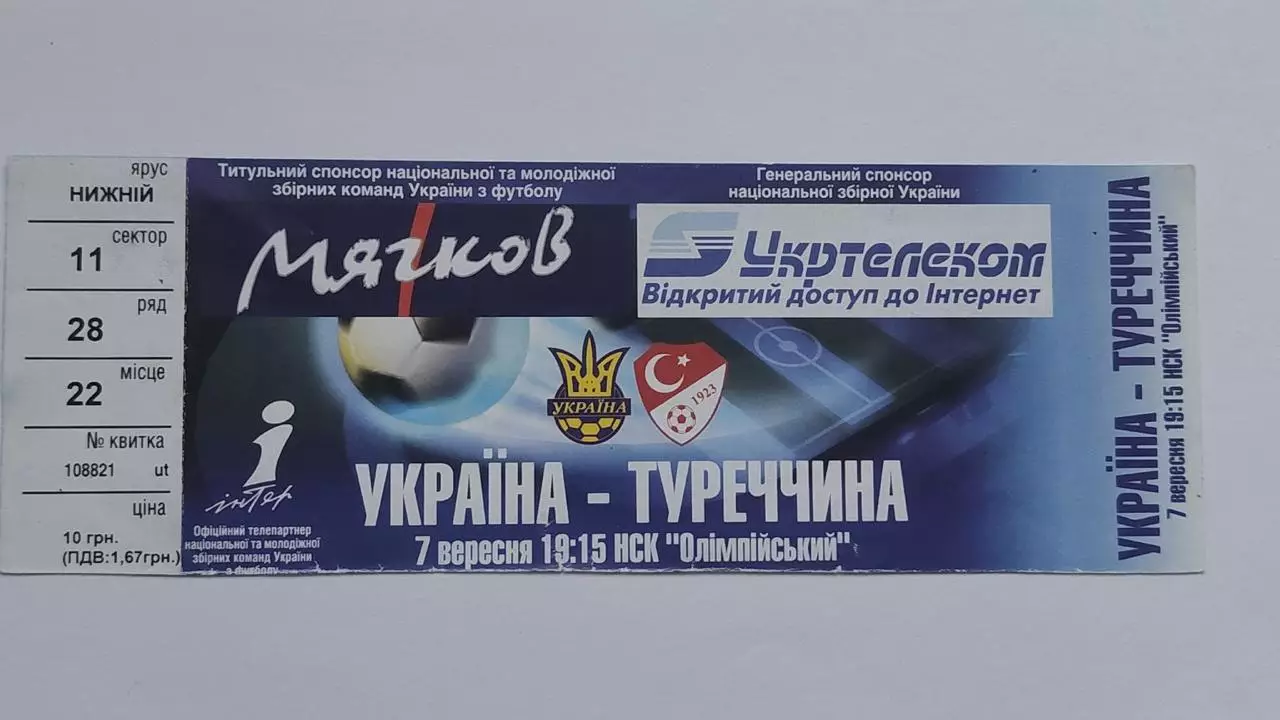 ярус
НИЖНІЙ
сектор
11
ряд
28
місце
22
№ квитка
108821 ut
ціна
10 грн.
(ПДВ:1,67грн.)
Титульний спонсор національної та молодіжної
збірних команд України з футболу
Мягков
Генеральний спонсор
національної збірної України
Укртелеком
Відкритий доступ до Інтернет
УКРАЇНА
1923
інтер
Офіційний телепартнер
національної та молодіжної
збірних команд України
з футболу
УКРАЇНА - ТУРЕЧЧИНА
7 вересня 19:15 НСК "Олімпійський"
УКРАЇНА - ТУРЕЧЧИНА
7 вересня 19:15 НСК "Олімпійський"